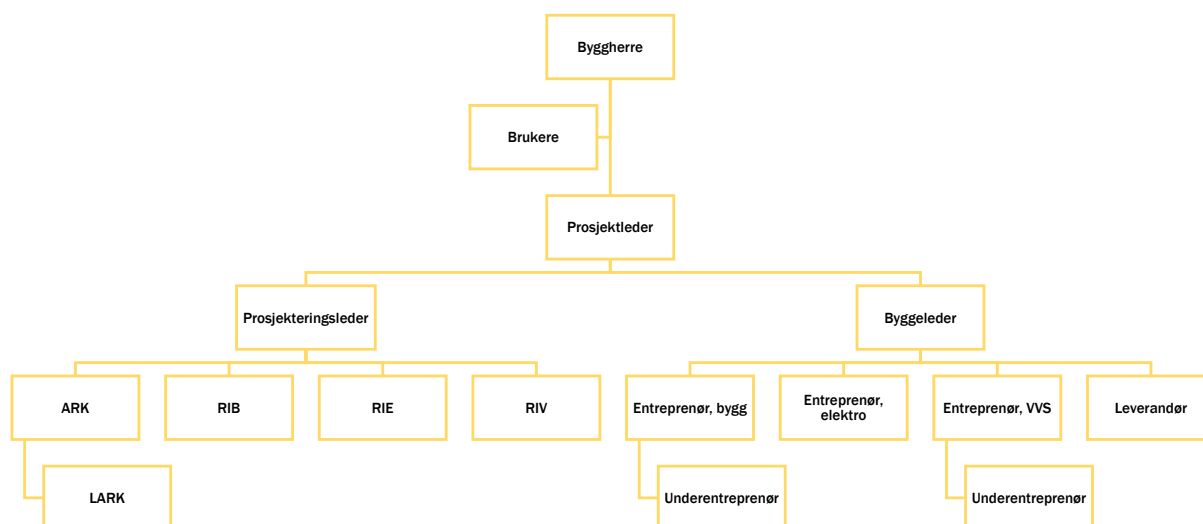 Byggherre
Brukere
Prosjektleder
Prosjekteringsleder
Byggeleder
ARK
RIB
RIE
RIV
Entreprenør, bygg
Entreprenør,
elektro
Entreprenør, VVS
Leverandør
LARK
Underentreprenør
Underentreprenør